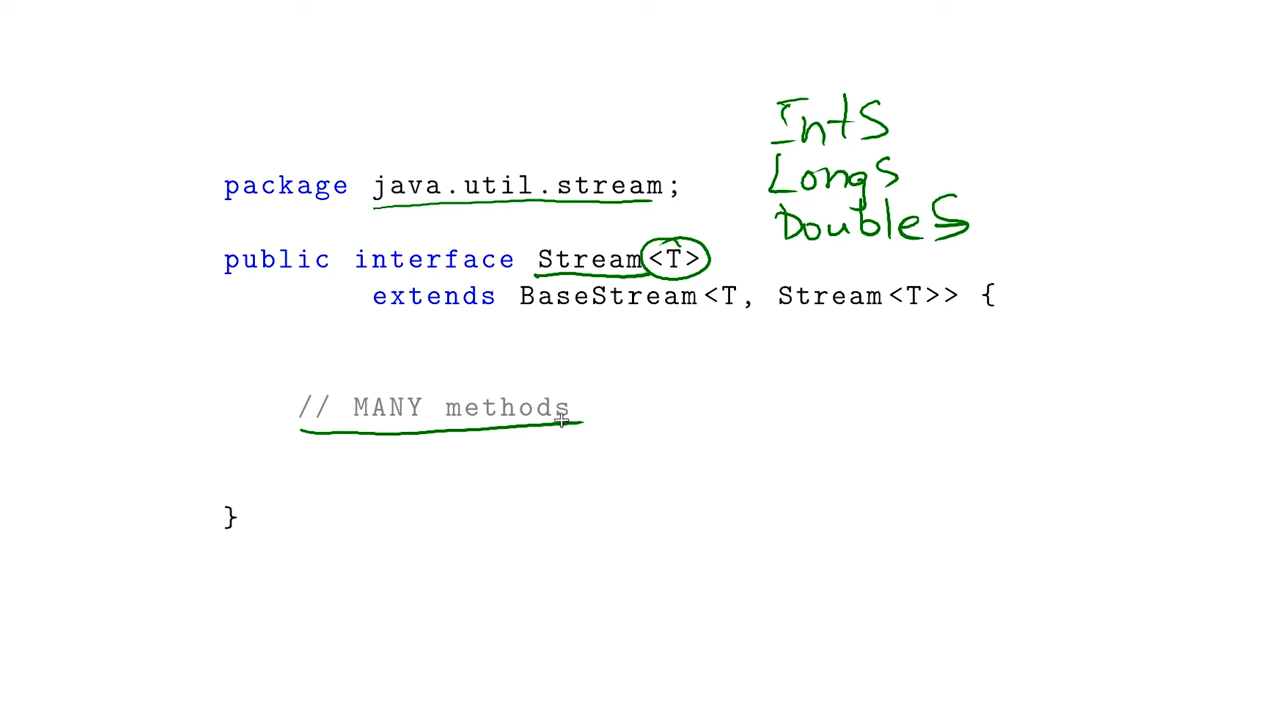 IntS
LongS
DoubleS
package java.util.stream;
public interface Stream<T>
extends BaseStream<T, Stream<T>> {
// MANY methods
}